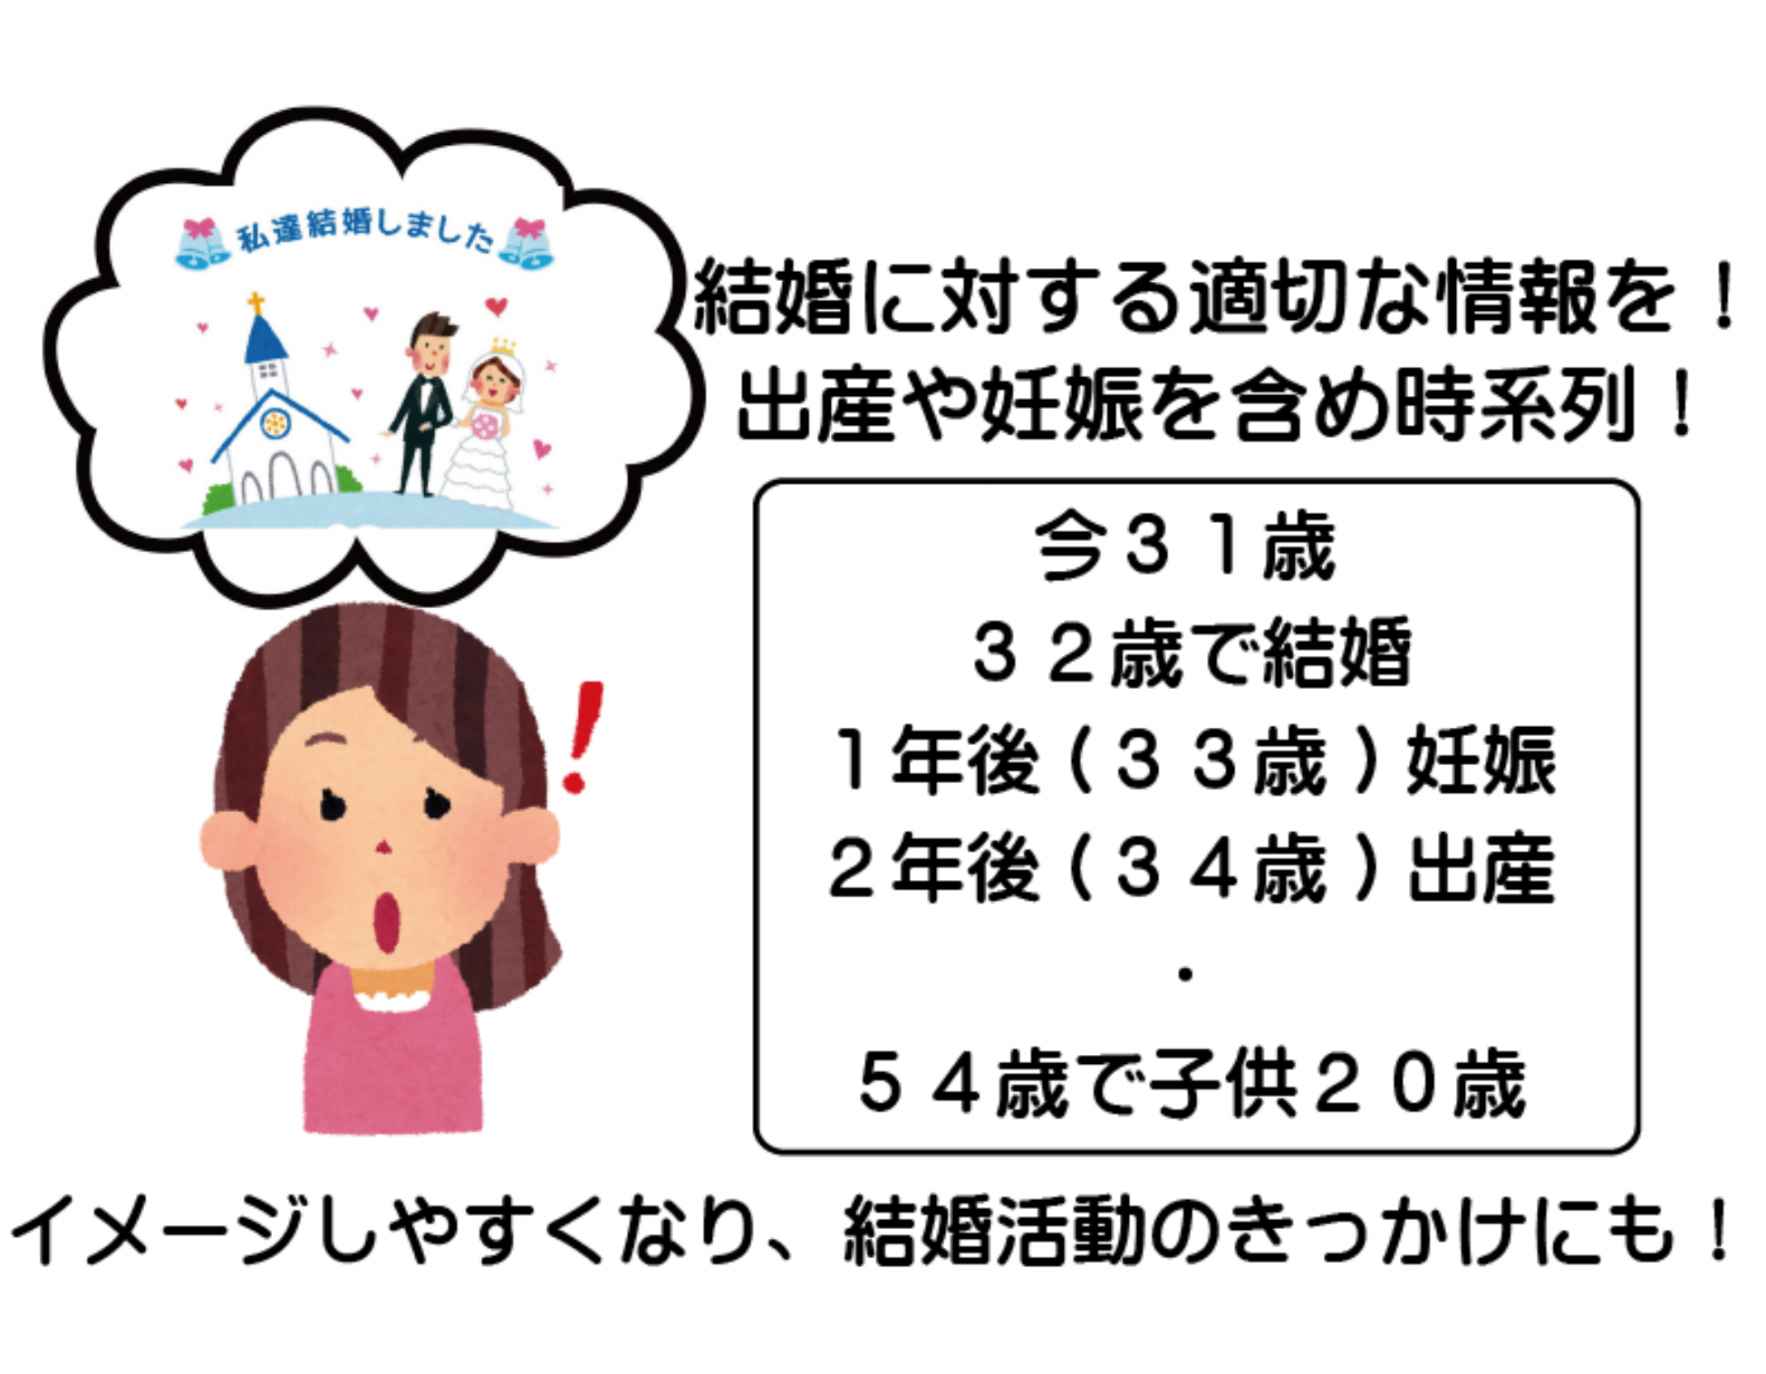 私達結婚しました
結婚に対する適切な情報を！
出産や妊娠を含め時系列！
今３１歳
３２歳で結婚
１年後（３３歳）妊娠
２年後（３４歳）出産
・
５４歳で子供２０歳
イメージしやすくなり、結婚活動のきっかけにも！